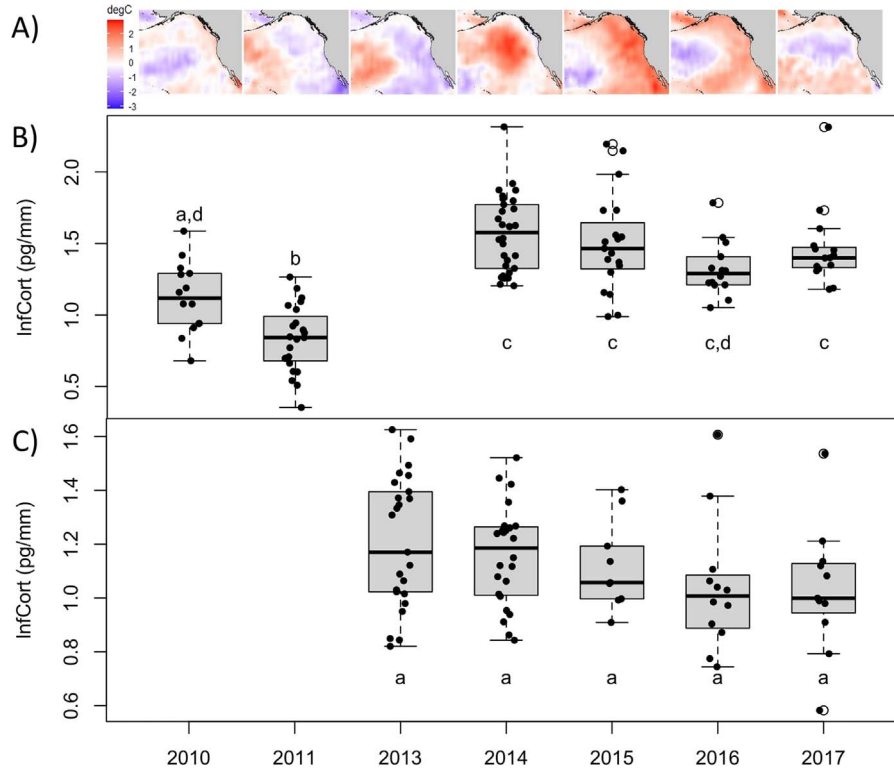 A)
degC
2
1
0
-1
-2
-3
B)
InfCort (pg/mm)
2.0
1.5
1.0
0.5
a,d
b
c
c
c,d
c
C)
InfCort (pg/mm)
1.6
1.4
1.2
1.0
0.8
0.6
a
a
a
a
a
2010
2011
2013
2014
2015
2016
2017